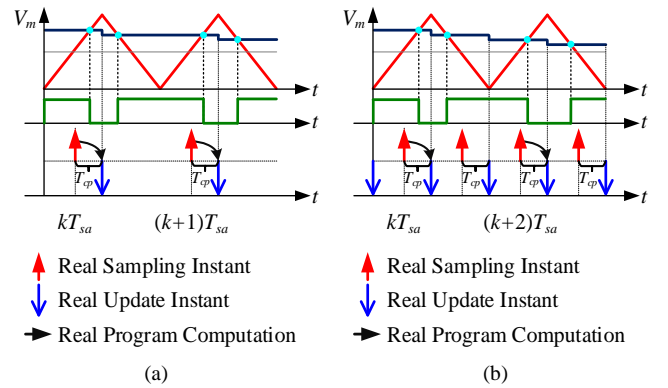 V_m
t
t
T_cp
T_cp
t
kT_sa
(k+1)T_sa
Real Sampling Instant
Real Update Instant
Real Program Computation
(a)
V_m
t
t
T_cp
T_cp
T_cp
T_cp
t
kT_sa
(k+2)T_sa
Real Sampling Instant
Real Update Instant
Real Program Computation
(b)